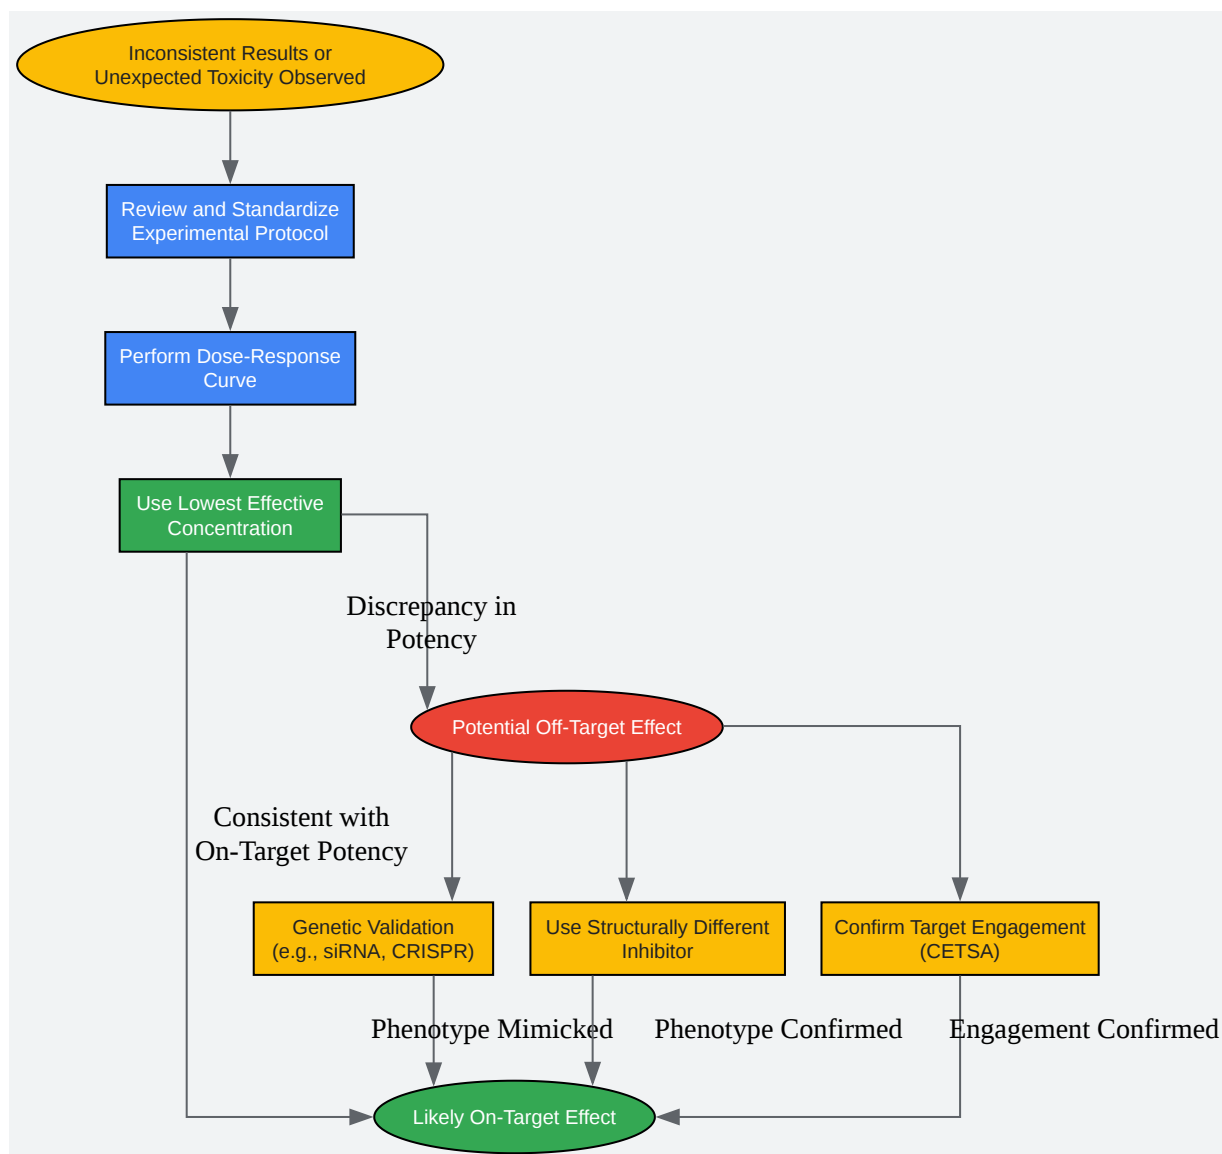 Inconsistent Results or
Unexpected Toxicity Observed
Review and Standardize
Experimental Protocol
Perform Dose-Response
Curve
Use Lowest Effective
Concentration
Discrepancy in
Potency
Potential Off-Target Effect
Consistent with
On-Target Potency
Genetic Validation
(e.g., siRNA, CRISPR)
Use Structurally Different
Inhibitor
Confirm Target Engagement
(CETSA)
Phenotype Mimicked
Phenotype Confirmed
Engagement Confirmed
Likely On-Target Effect